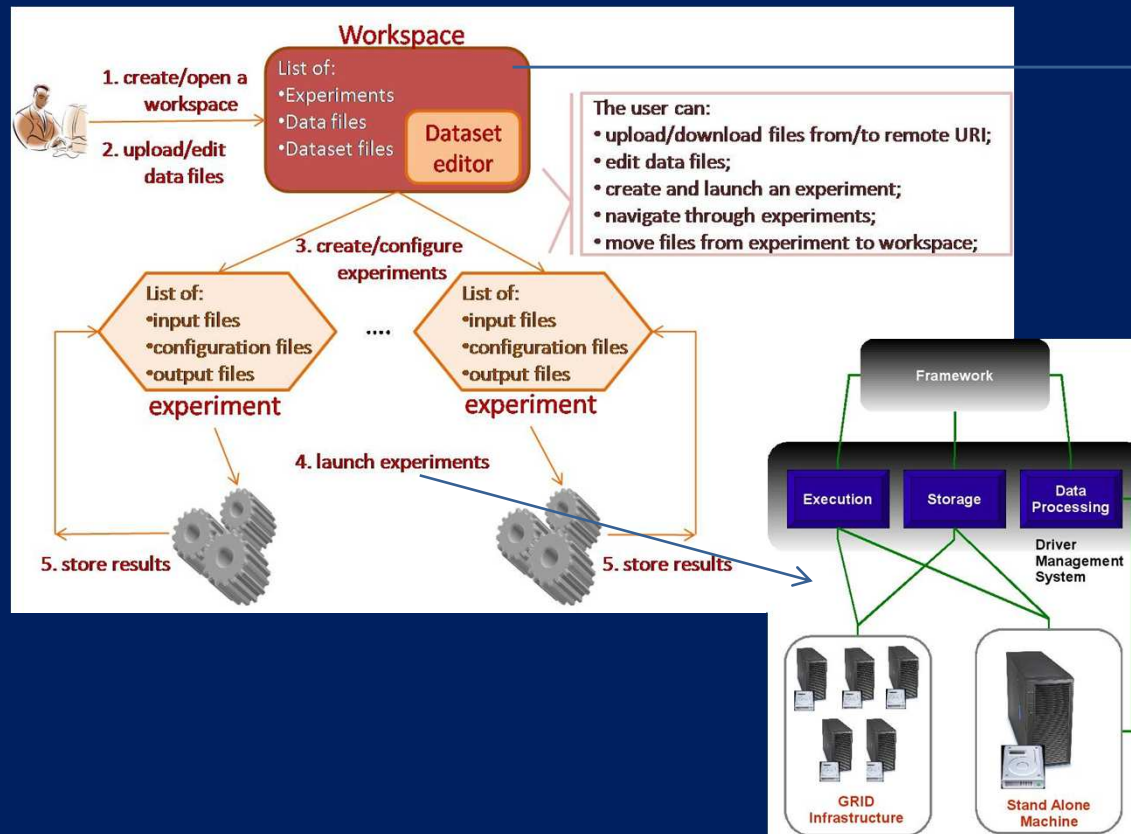 Workspace
1. create/open a
workspace
2. upload/edit
data files
List of:
•Experiments
•Data files
•Dataset files
Dataset
editor
The user can:
• upload/download files from/to remote URI;
• edit data files;
• create and launch an experiment;
• navigate through experiments;
• move files from experiment to workspace;
3. create/configure
experiments
List of:
•input files
•configuration files
•output files
experiment
....
List of:
•input files
•configuration files
•output files
experiment
4. launch experiments
5. store results
5. store results
Framework
Execution
Storage
Data
Processing
Driver
Management
System
GRID
Infrastructure
Stand Alone
Machine